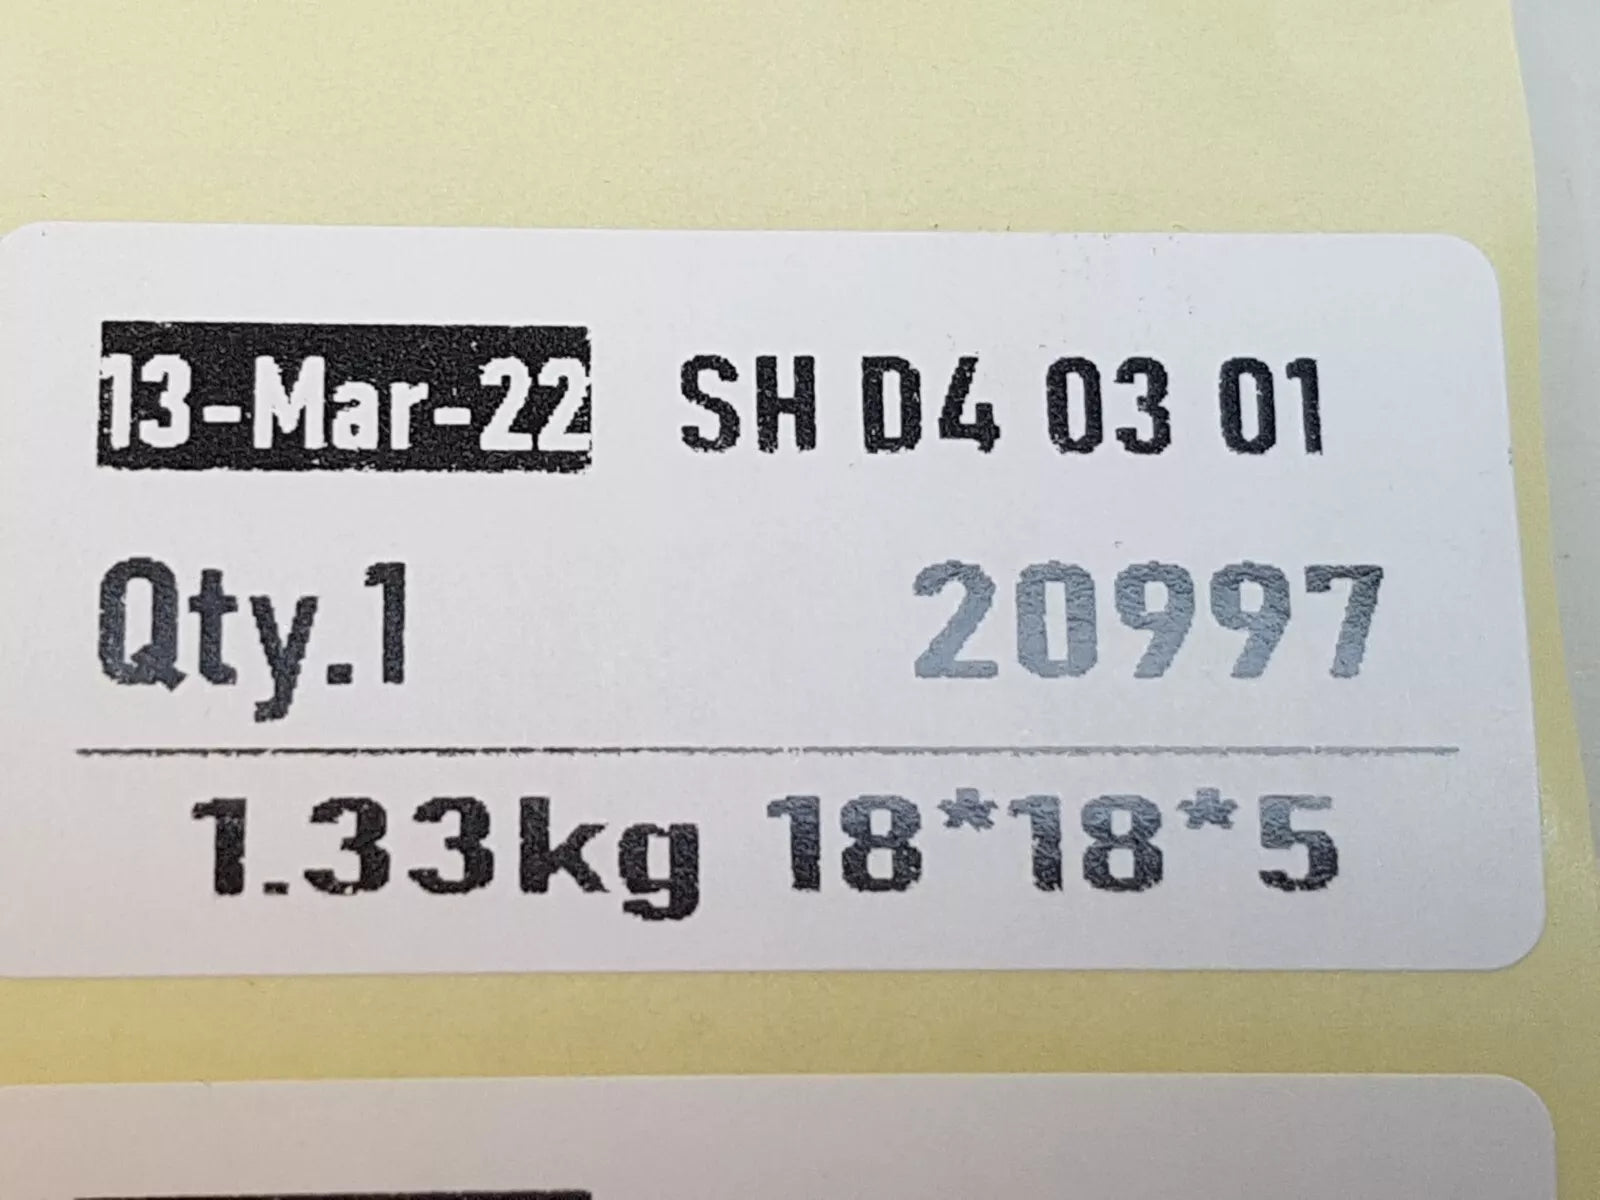 13-Mar-22 SH D4 03 01
Qty.1 20997
1.33kg 18*18*5